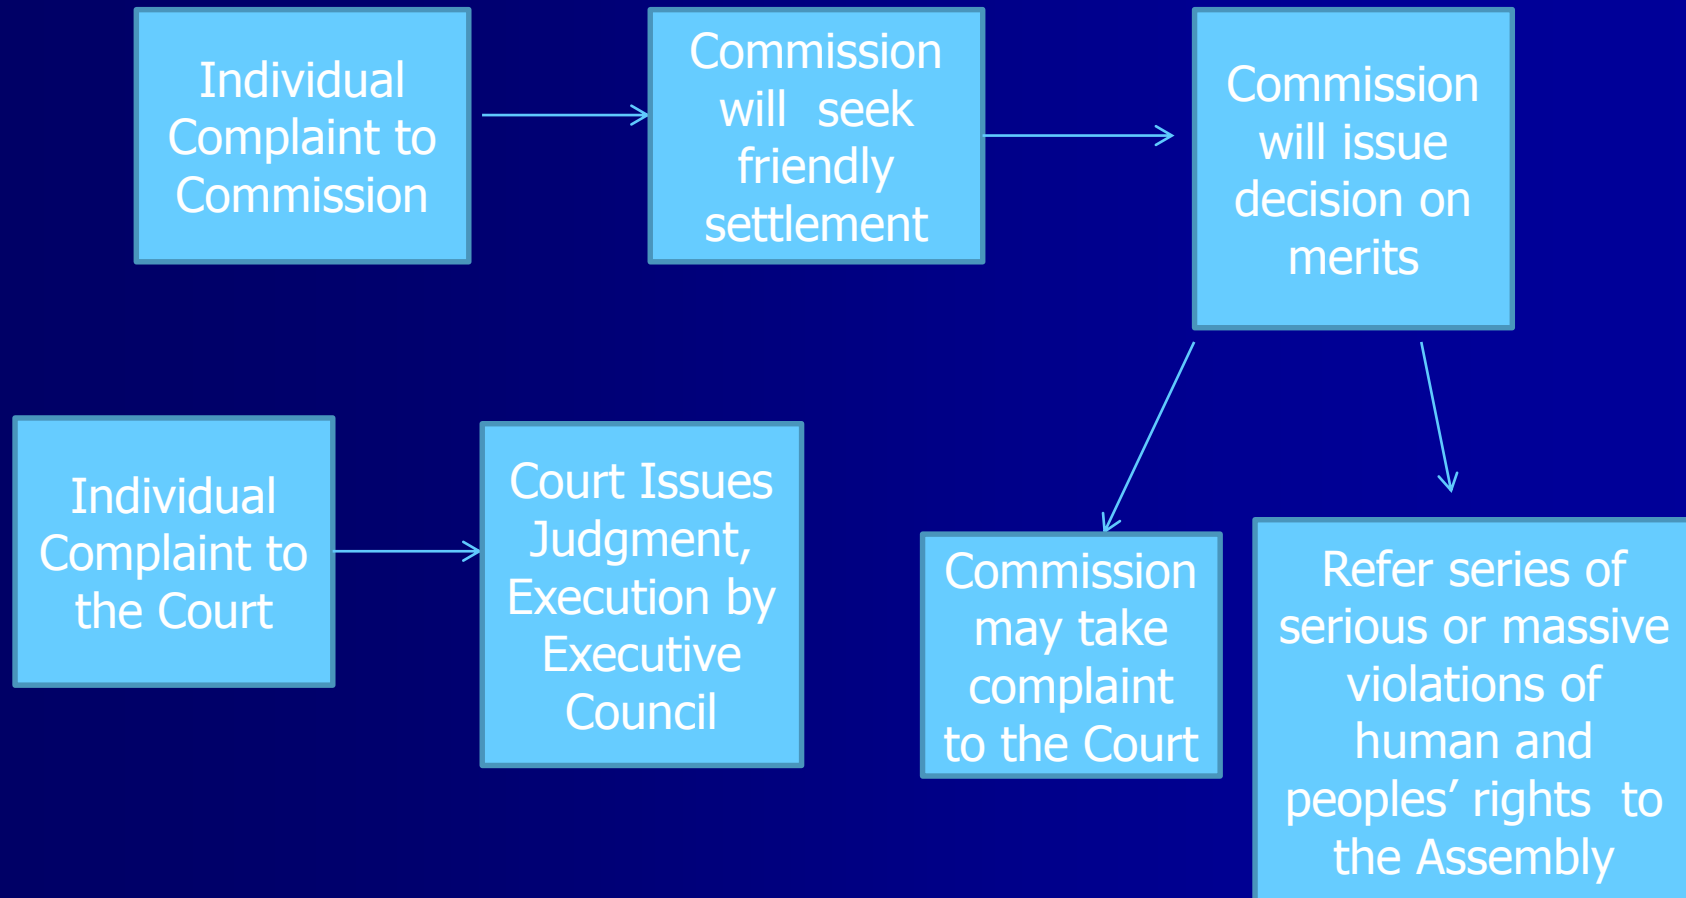 Individual
Complaint to
Commission
Commission
will seek
friendly
settlement
Commission
will issue
decision on
merits
Individual
Complaint to
the Court
Court Issues
Judgment,
Execution by
Executive
Council
Commission
may take
complaint
to the Court
Refer series of
serious or massive
violations of
human and
peoples’ rights to
the Assembly